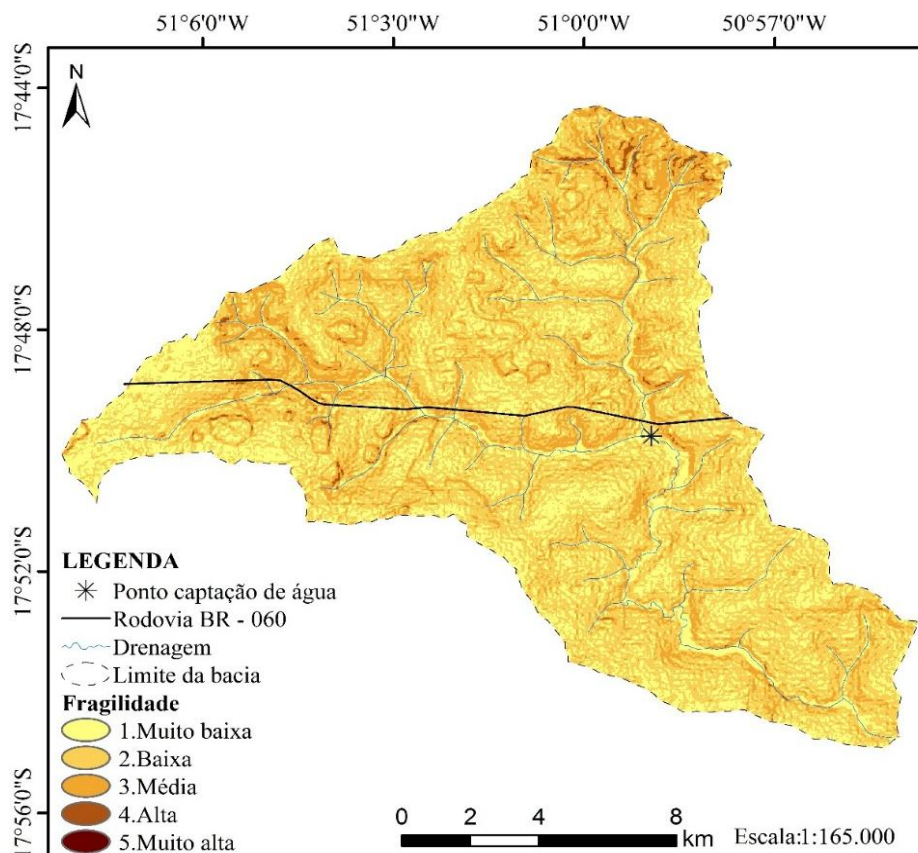 51°6'0"W 51°3'0"W 51°0'0"W 50°57'0"W
17°44'0"S
N
17°48'0"S
17°52'0"S
LEGENDA
Ponto captação de água
Rodovia BR - 060
Drenagem
Limite da bacia
Fragilidade
1.Muito baixa
2.Baixa
3.Média
4.Alta
5.Muito alta
17°56'0"S
0 2 4 8
km
Escala:1:165.000